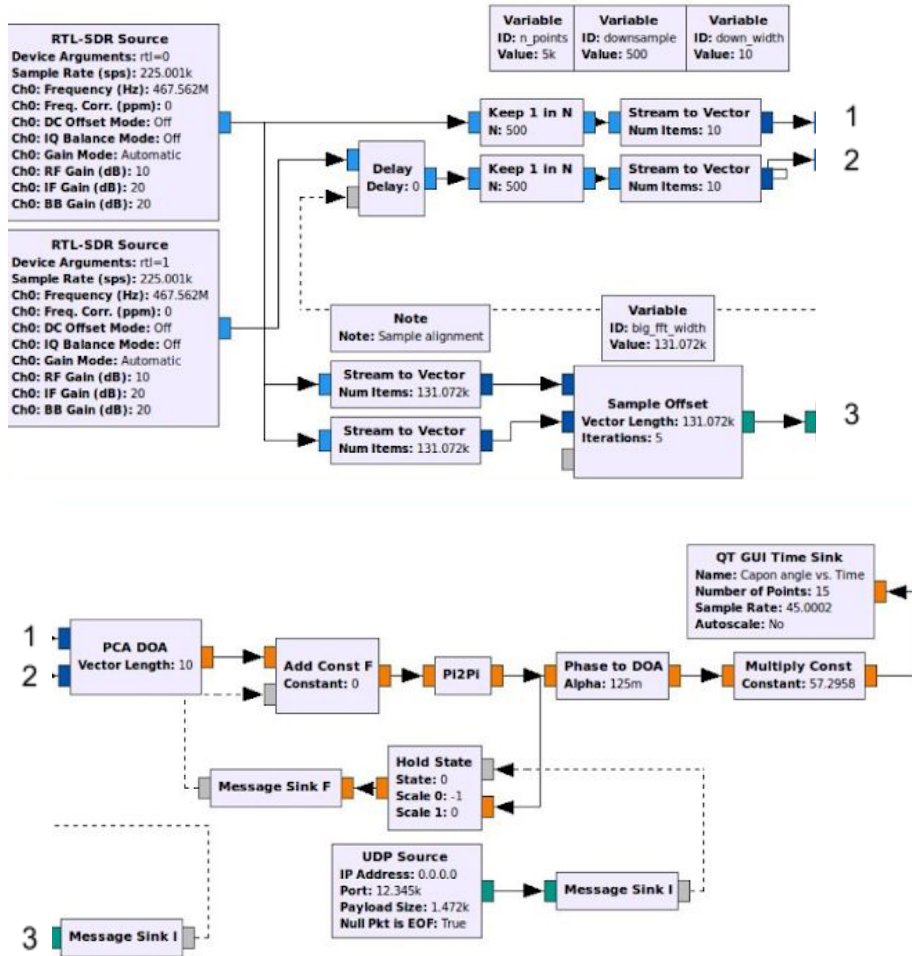 RTL-SDR Source
Device Arguments: rtl=0
Sample Rate (sps): 225.001k
Ch0: Frequency (Hz): 467.562M
Ch0: Freq. Corr. (ppm): 0
Ch0: DC Offset Mode: Off
Ch0: IQ Balance Mode: Off
Ch0: Gain Mode: Automatic
Ch0: RF Gain (dB): 10
Ch0: IF Gain (dB): 20
Ch0: BB Gain (dB): 20
Variable
ID: n_points
Value: 5k
Variable
ID: downsample
Value: 500
Variable
ID: down_width
Value: 10
Keep 1 in N
N: 500
Stream to Vector
Num Items: 10
1
Delay
Delay: 0
Keep 1 in N
N: 500
Stream to Vector
Num Items: 10
2
RTL-SDR Source
Device Arguments: rtl=1
Sample Rate (sps): 225.001k
Ch0: Frequency (Hz): 467.562M
Ch0: Freq. Corr. (ppm): 0
Ch0: DC Offset Mode: Off
Ch0: IQ Balance Mode: Off
Ch0: Gain Mode: Automatic
Ch0: RF Gain (dB): 10
Ch0: IF Gain (dB): 20
Ch0: BB Gain (dB): 20
Note
Note: Sample alignment
Variable
ID: big_fft_width
Value: 131.072k
Stream to Vector
Num Items: 131.072k
Stream to Vector
Num Items: 131.072k
Sample Offset
Vector Length: 131.072k
Iterations: 5
3
QT GUI Time Sink
Name: Capon angle vs. Time
Number of Points: 15
Sample Rate: 45.0002
Autoscale: No
1
2
PCA DOA
Vector Length: 10
Add Const F
Constant: 0
PI2PI
Phase to DOA
Alpha: 125m
Multiply Const
Constant: 57.2958
Message Sink F
Hold State
State: 0
Scale 0: -1
Scale 1: 0
UDP Source
IP Address: 0.0.0.0
Port: 12.345k
Payload Size: 1.472k
Null Pkt is EOF: True
Message Sink I
3
Message Sink I